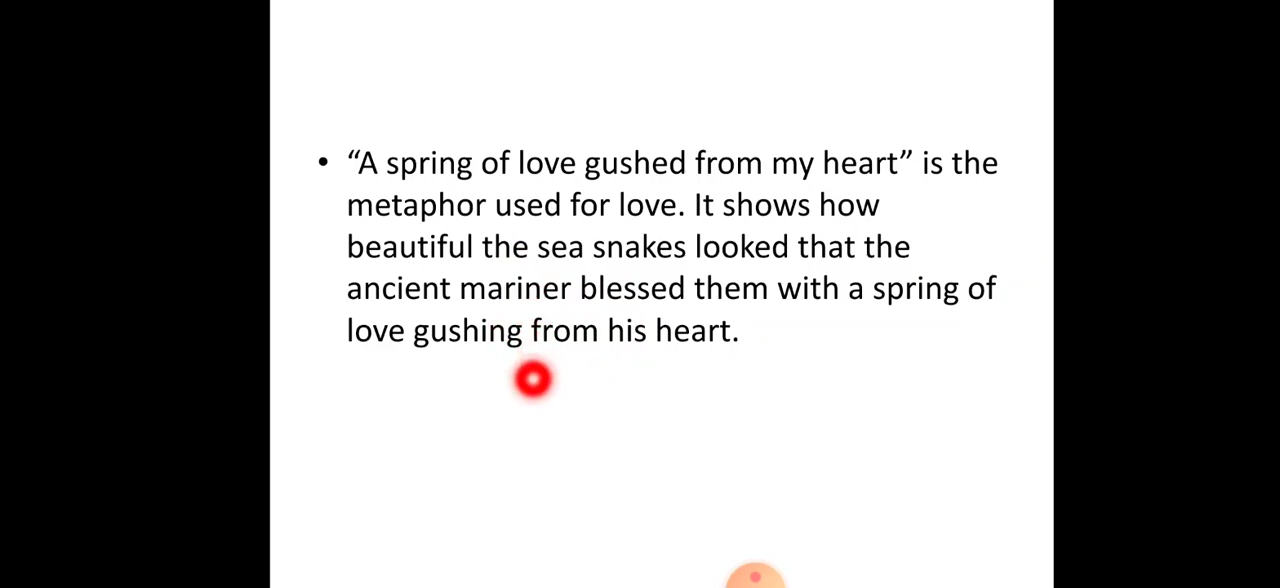 • “A spring of love gushed from my heart” is the
metaphor used for love. It shows how
beautiful the sea snakes looked that the
ancient mariner blessed them with a spring of
love gushing from his heart.